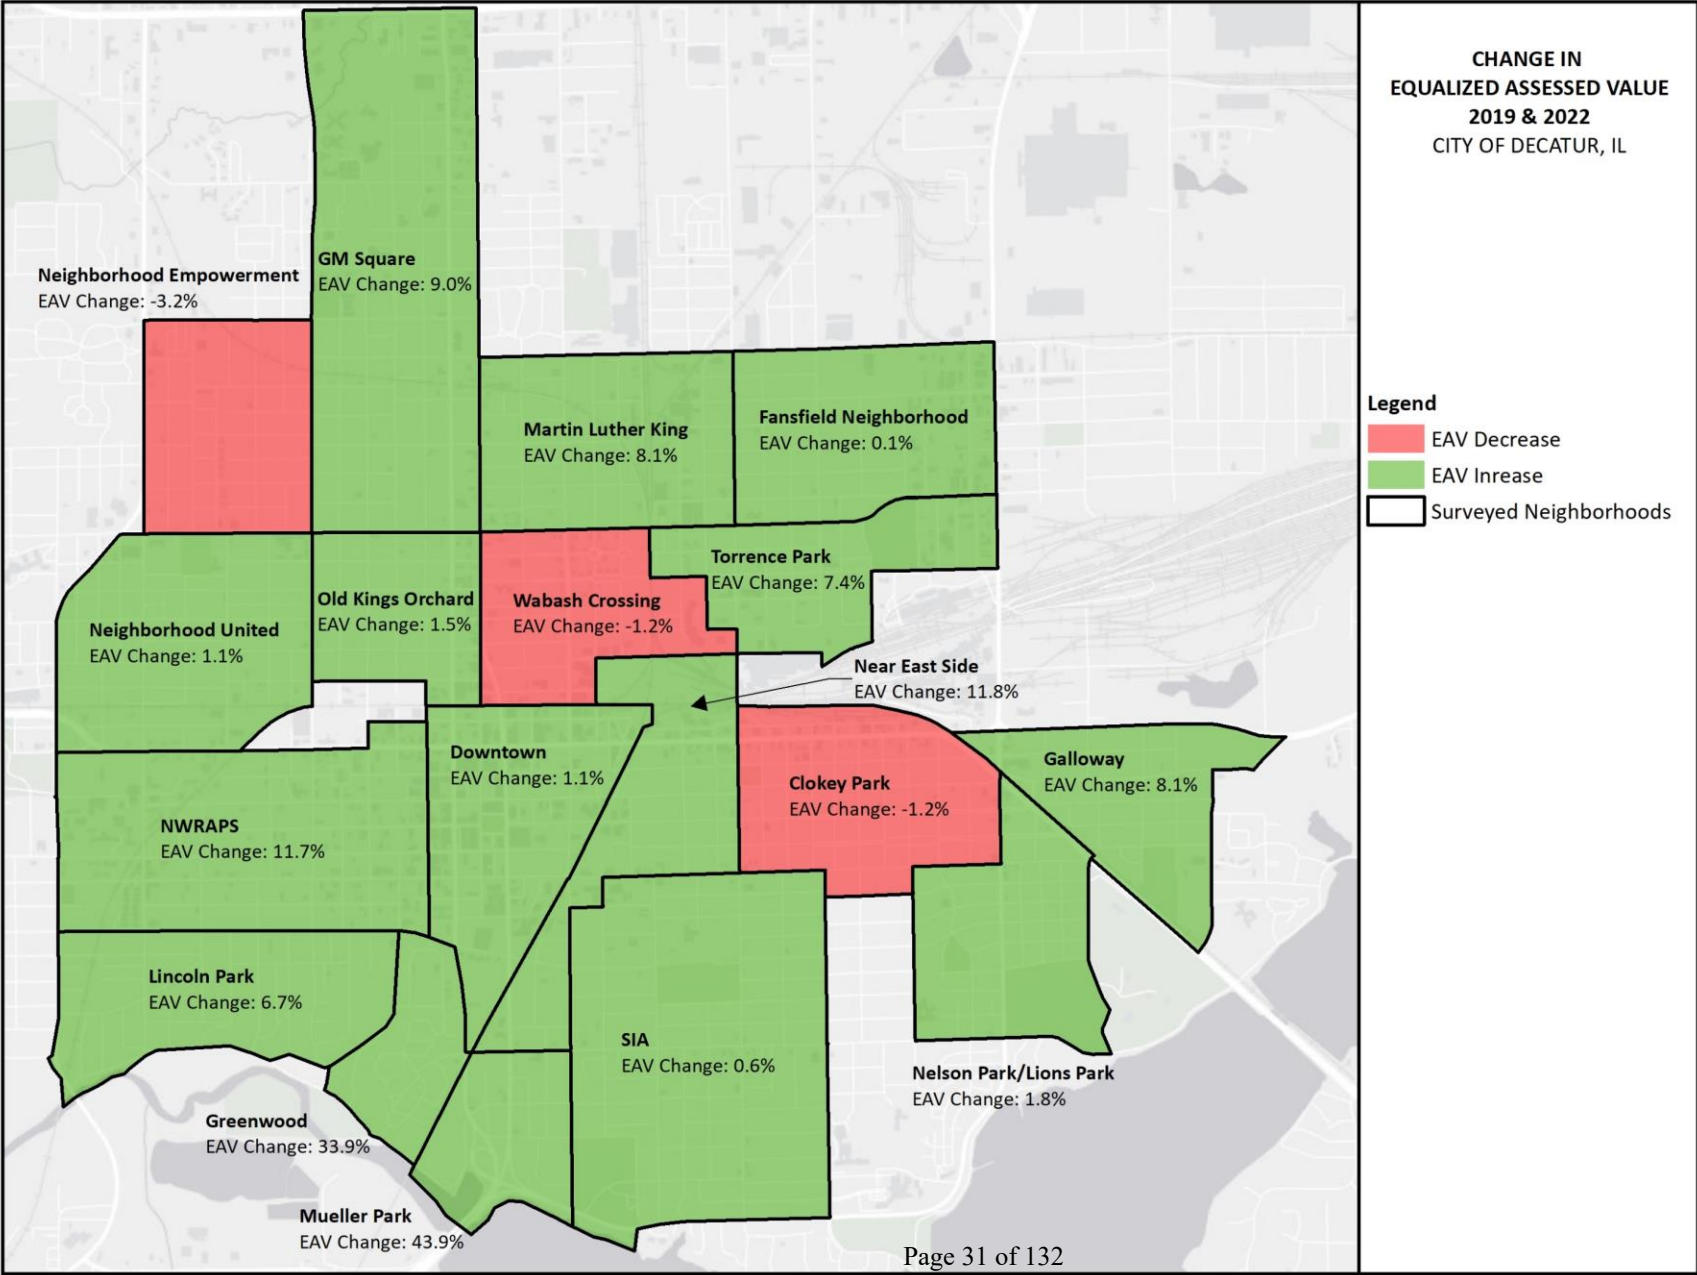 CHANGE IN
EQUALIZED ASSESSED VALUE
2019 & 2022
CITY OF DECATUR, IL
GM Square
EAV Change: 9.0%
Neighborhood Empowerment
EAV Change: -3.2%
Martin Luther King
EAV Change: 8.1%
Fansfield Neighborhood
EAV Change: 0.1%
Legend
EAV Decrease
EAV Inrease
Surveyed Neighborhoods
Torrence Park
EAV Change: 7.4%
Old Kings Orchard
EAV Change: 1.5%
Wabash Crossing
EAV Change: -1.2%
Neighborhood United
EAV Change: 1.1%
Near East Side
EAV Change: 11.8%
Downtown
EAV Change: 1.1%
Galloway
EAV Change: 8.1%
Clokey Park
EAV Change: -1.2%
NWRAPS
EAV Change: 11.7%
Lincoln Park
EAV Change: 6.7%
SIA
EAV Change: 0.6%
Nelson Park/Lions Park
EAV Change: 1.8%
Greenwood
EAV Change: 33.9%
Mueller Park
EAV Change: 43.9%
Page 31 of 132